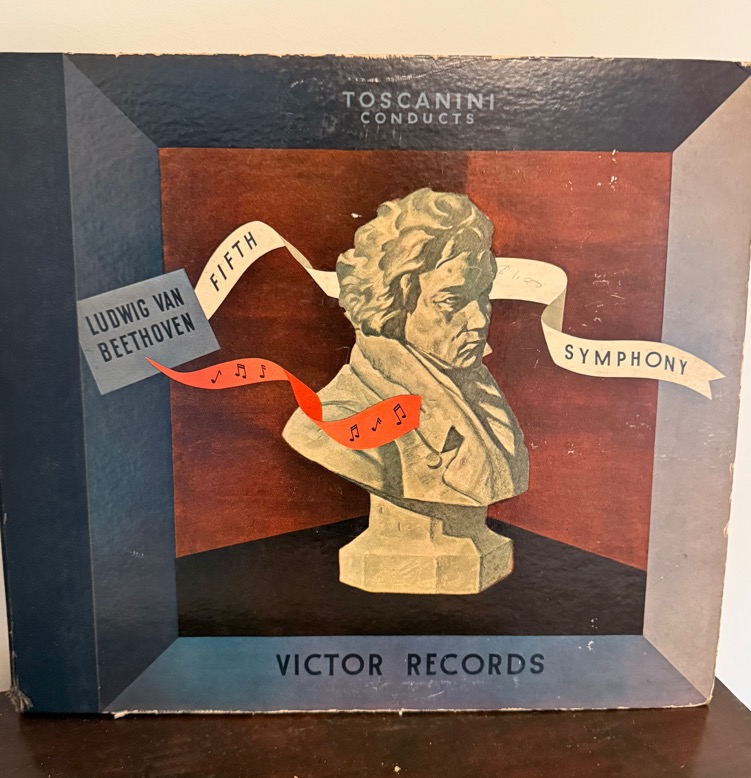 TOSCANINI
CONDUCTS
LUDWIG VAN
BEETHOVEN
FIFTH
SYMPHONY
VICTOR RECORDS